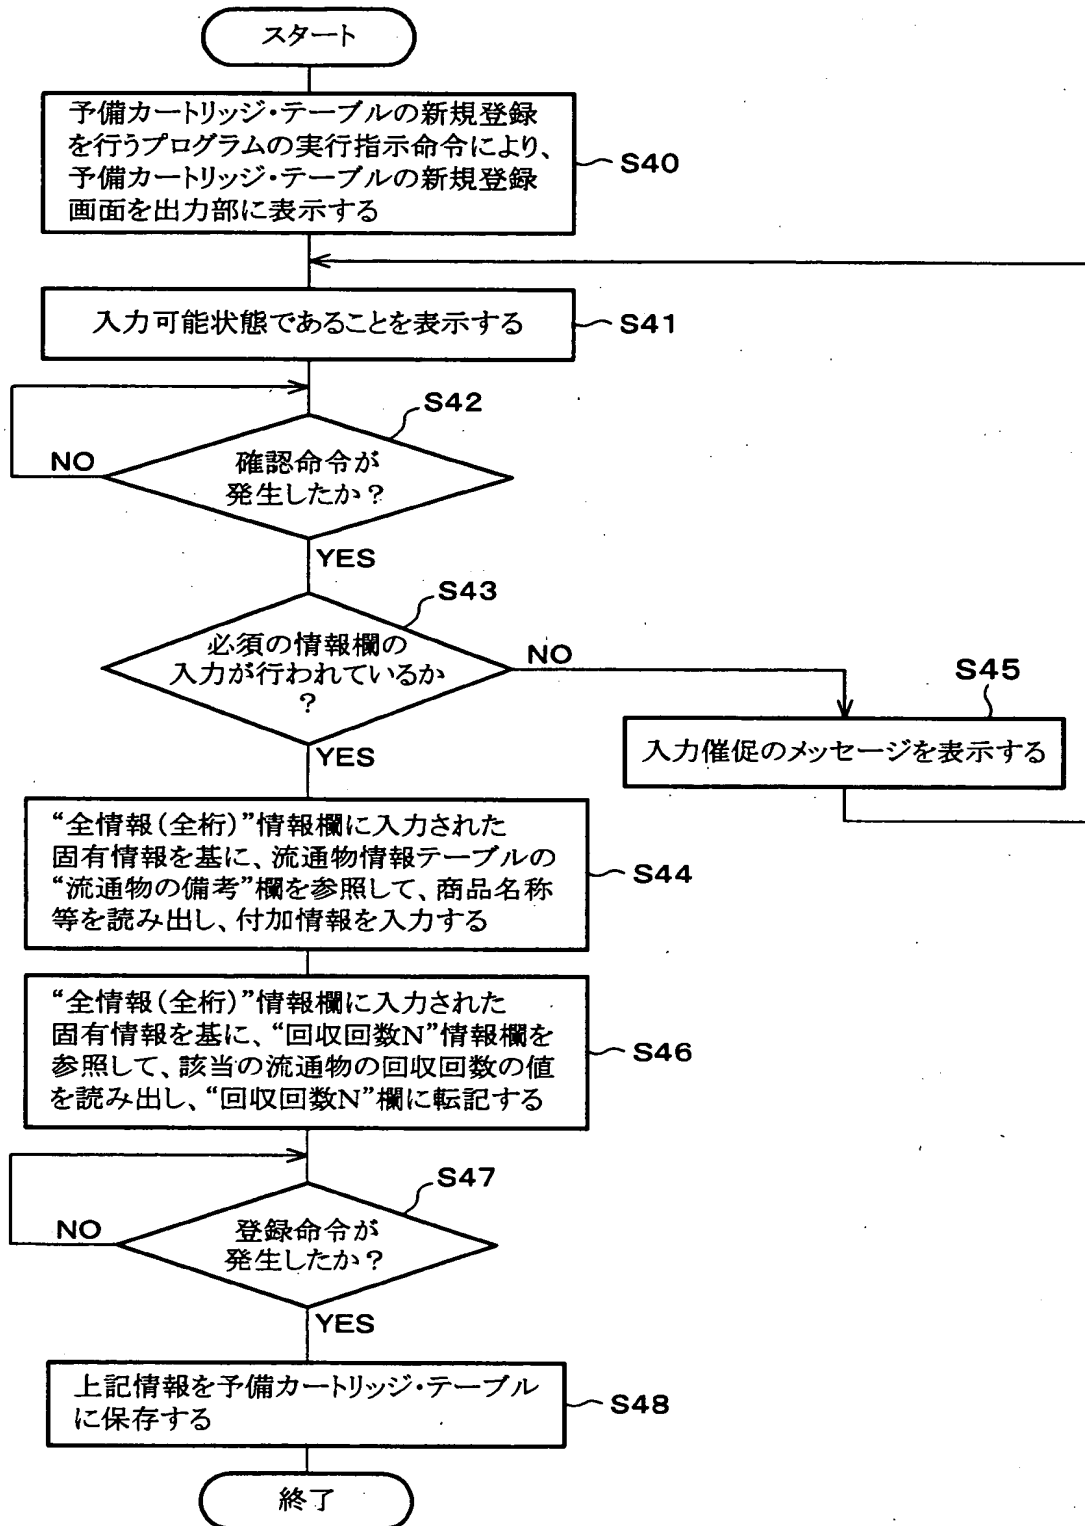 スタート
予備カートリッジ・テーブルの新規登録
を行うプログラムの実行指示命令により、
予備カートリッジ・テーブルの新規登録
画面を出力部に表示する
S40
入力可能状態であることを表示する
S41
S42
確認命令が
発生したか?
NO
YES
S43
必須の情報欄の
入力が行われているか
?
NO
YES
S45
入力催促のメッセージを表示する
“全情報(全桁)”情報欄に入力された
固有情報を基に、流通物情報テーブルの
“流通物の備考”欄を参照して、商品名称
等を読み出し、付加情報を入力する
S44
“全情報(全桁)”情報欄に入力された
固有情報を基に、“回収回数N”情報欄を
参照して、該当の流通物の回収回数の値
を読み出し、“回収回数N”欄に転記する
S46
S47
登録命令が
発生したか?
NO
YES
上記情報を予備カートリッジ・テーブル
に保存する
S48
終了